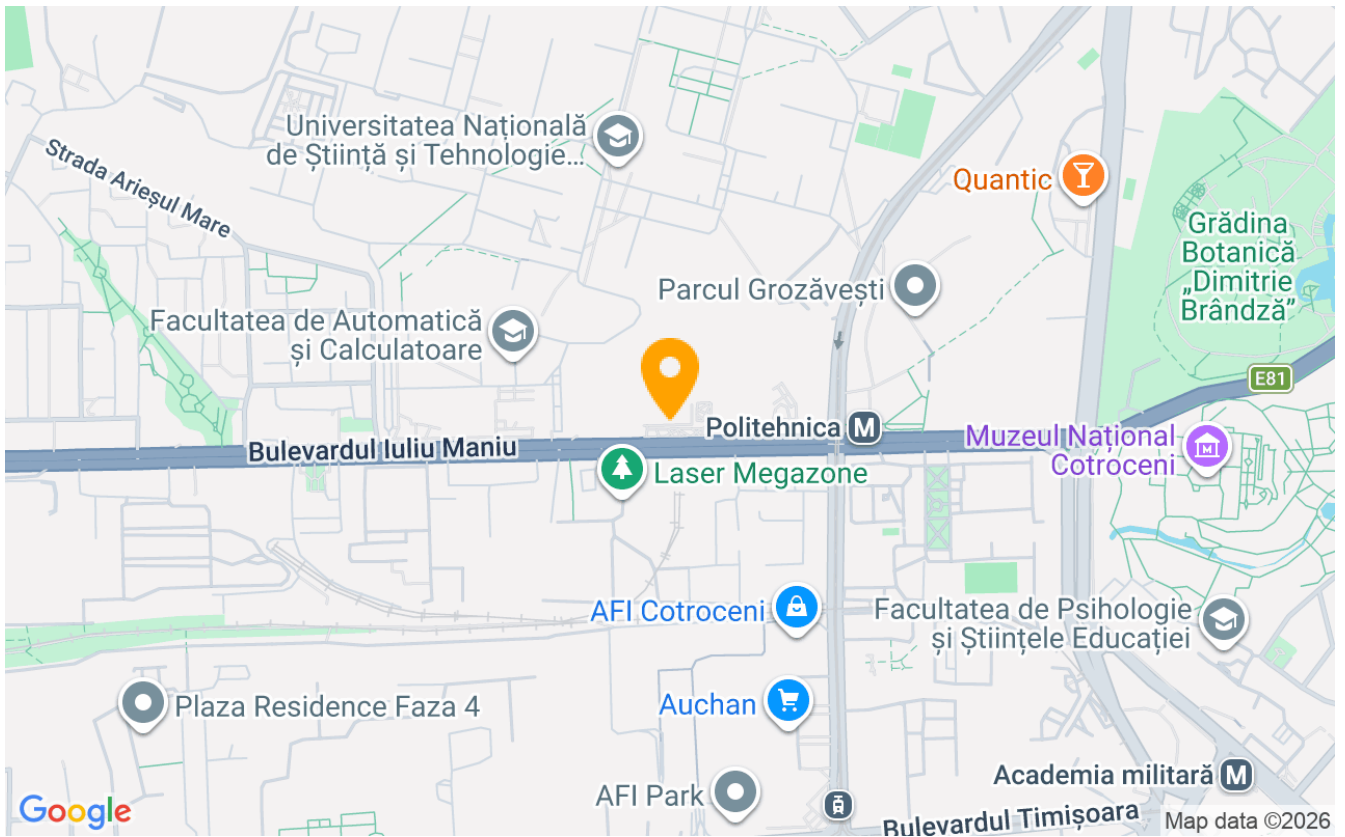 Universitatea Națională
de Știință și Tehnologie...
Strada Arieșul Mare
Quantic
Grădina
Botanică
„Dimitrie
Brândză”
Parcul Grozăvești
Facultatea de Automatică
și Calculatoare
E81
Politehnica M
Bulevardul Iuliu Maniu
Muzeul Național
Cotroceni
Laser Megazone
AFI Cotroceni
Facultatea de Psihologie
și Științele Educației
Plaza Residence Faza 4
Auchan
Academia militară M
AFI Park
Bulevardul Timișoara
Google
Map data ©2026